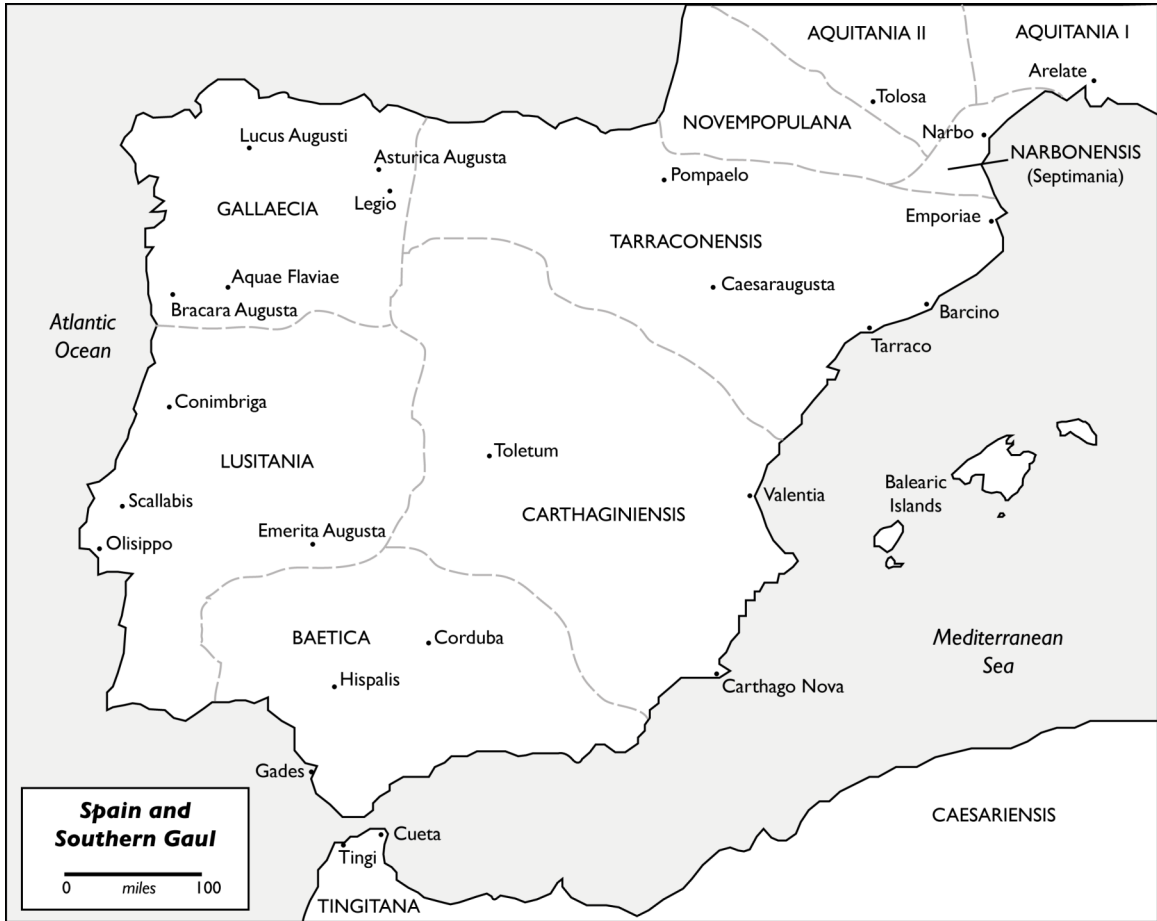 AQUITANIA II
AQUITANIA I
Arelate
Tolosa
NOVEMPOPULANA
Narbo
NARBONENSIS
(Septimania)
Lucus Augusti
Asturica Augusta
Legio
Pompaelo
GALLAECIA
Emporiae
TARRACONENSIS
Aquae Flaviae
Caesaraugusta
Bracara Augusta
Barcino
Atlantic
Ocean
Tarraco
Conimbriga
LUSITANIA
Toletum
Balearic
Islands
Scallabis
Valentia
CARTHAGINIENSIS
Emerita Augusta
Olisippo
BAETICA
Corduba
Mediterranean
Sea
Hispalis
Carthago Nova
Gades
Spain and
Southern Gaul
0 miles 100
Cueta
Tingi
TINGITANA
CAESARIENSIS